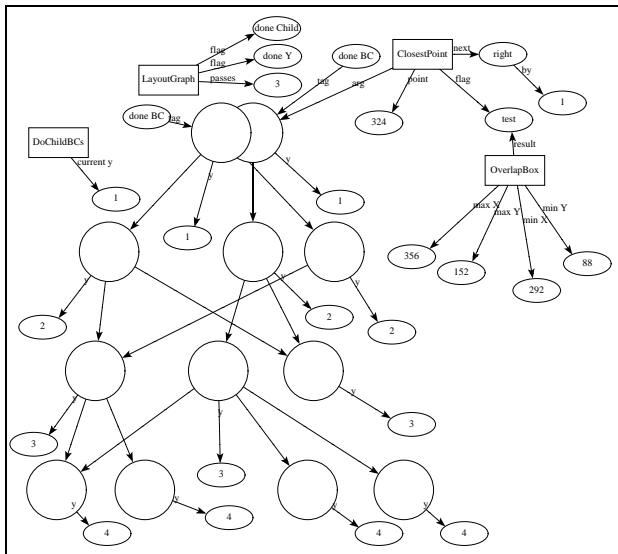 done Child
flag
done Y
flag
LayoutGraph
passes
3
done BC
tag
ClosestPoint
next
right
by
1
arg
point
flag
324
test
result
OverlapBox
max X
max Y
min X
min Y
356
152
292
88
done BC
tag
DoChildBCs
current y
1
y
1
y
1
y
2
y
2
y
2
y
3
y
3
y
3
y
4
y
4
y
4
y
4